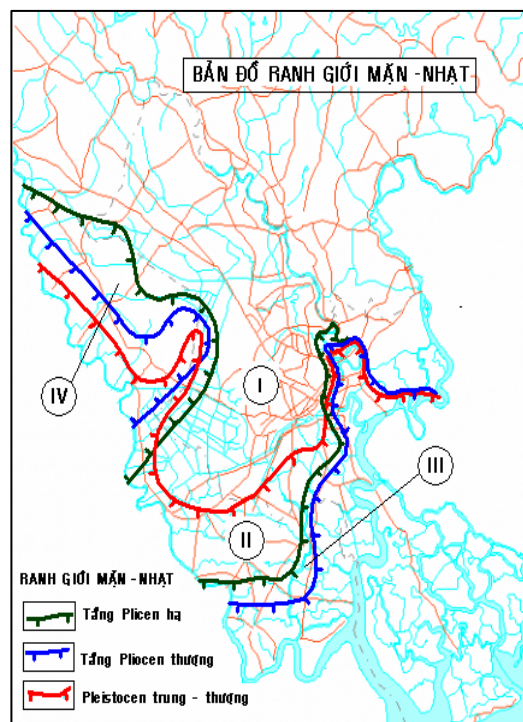 BẢN ĐỒ RANH GIỚI MẶN -NHẠT
I
IV
III
II
RANH GIỚI MẶN -NHẠT
Tầng Plicen hạ
Tầng Pliocen thượng
Pleistocen trung - thượng